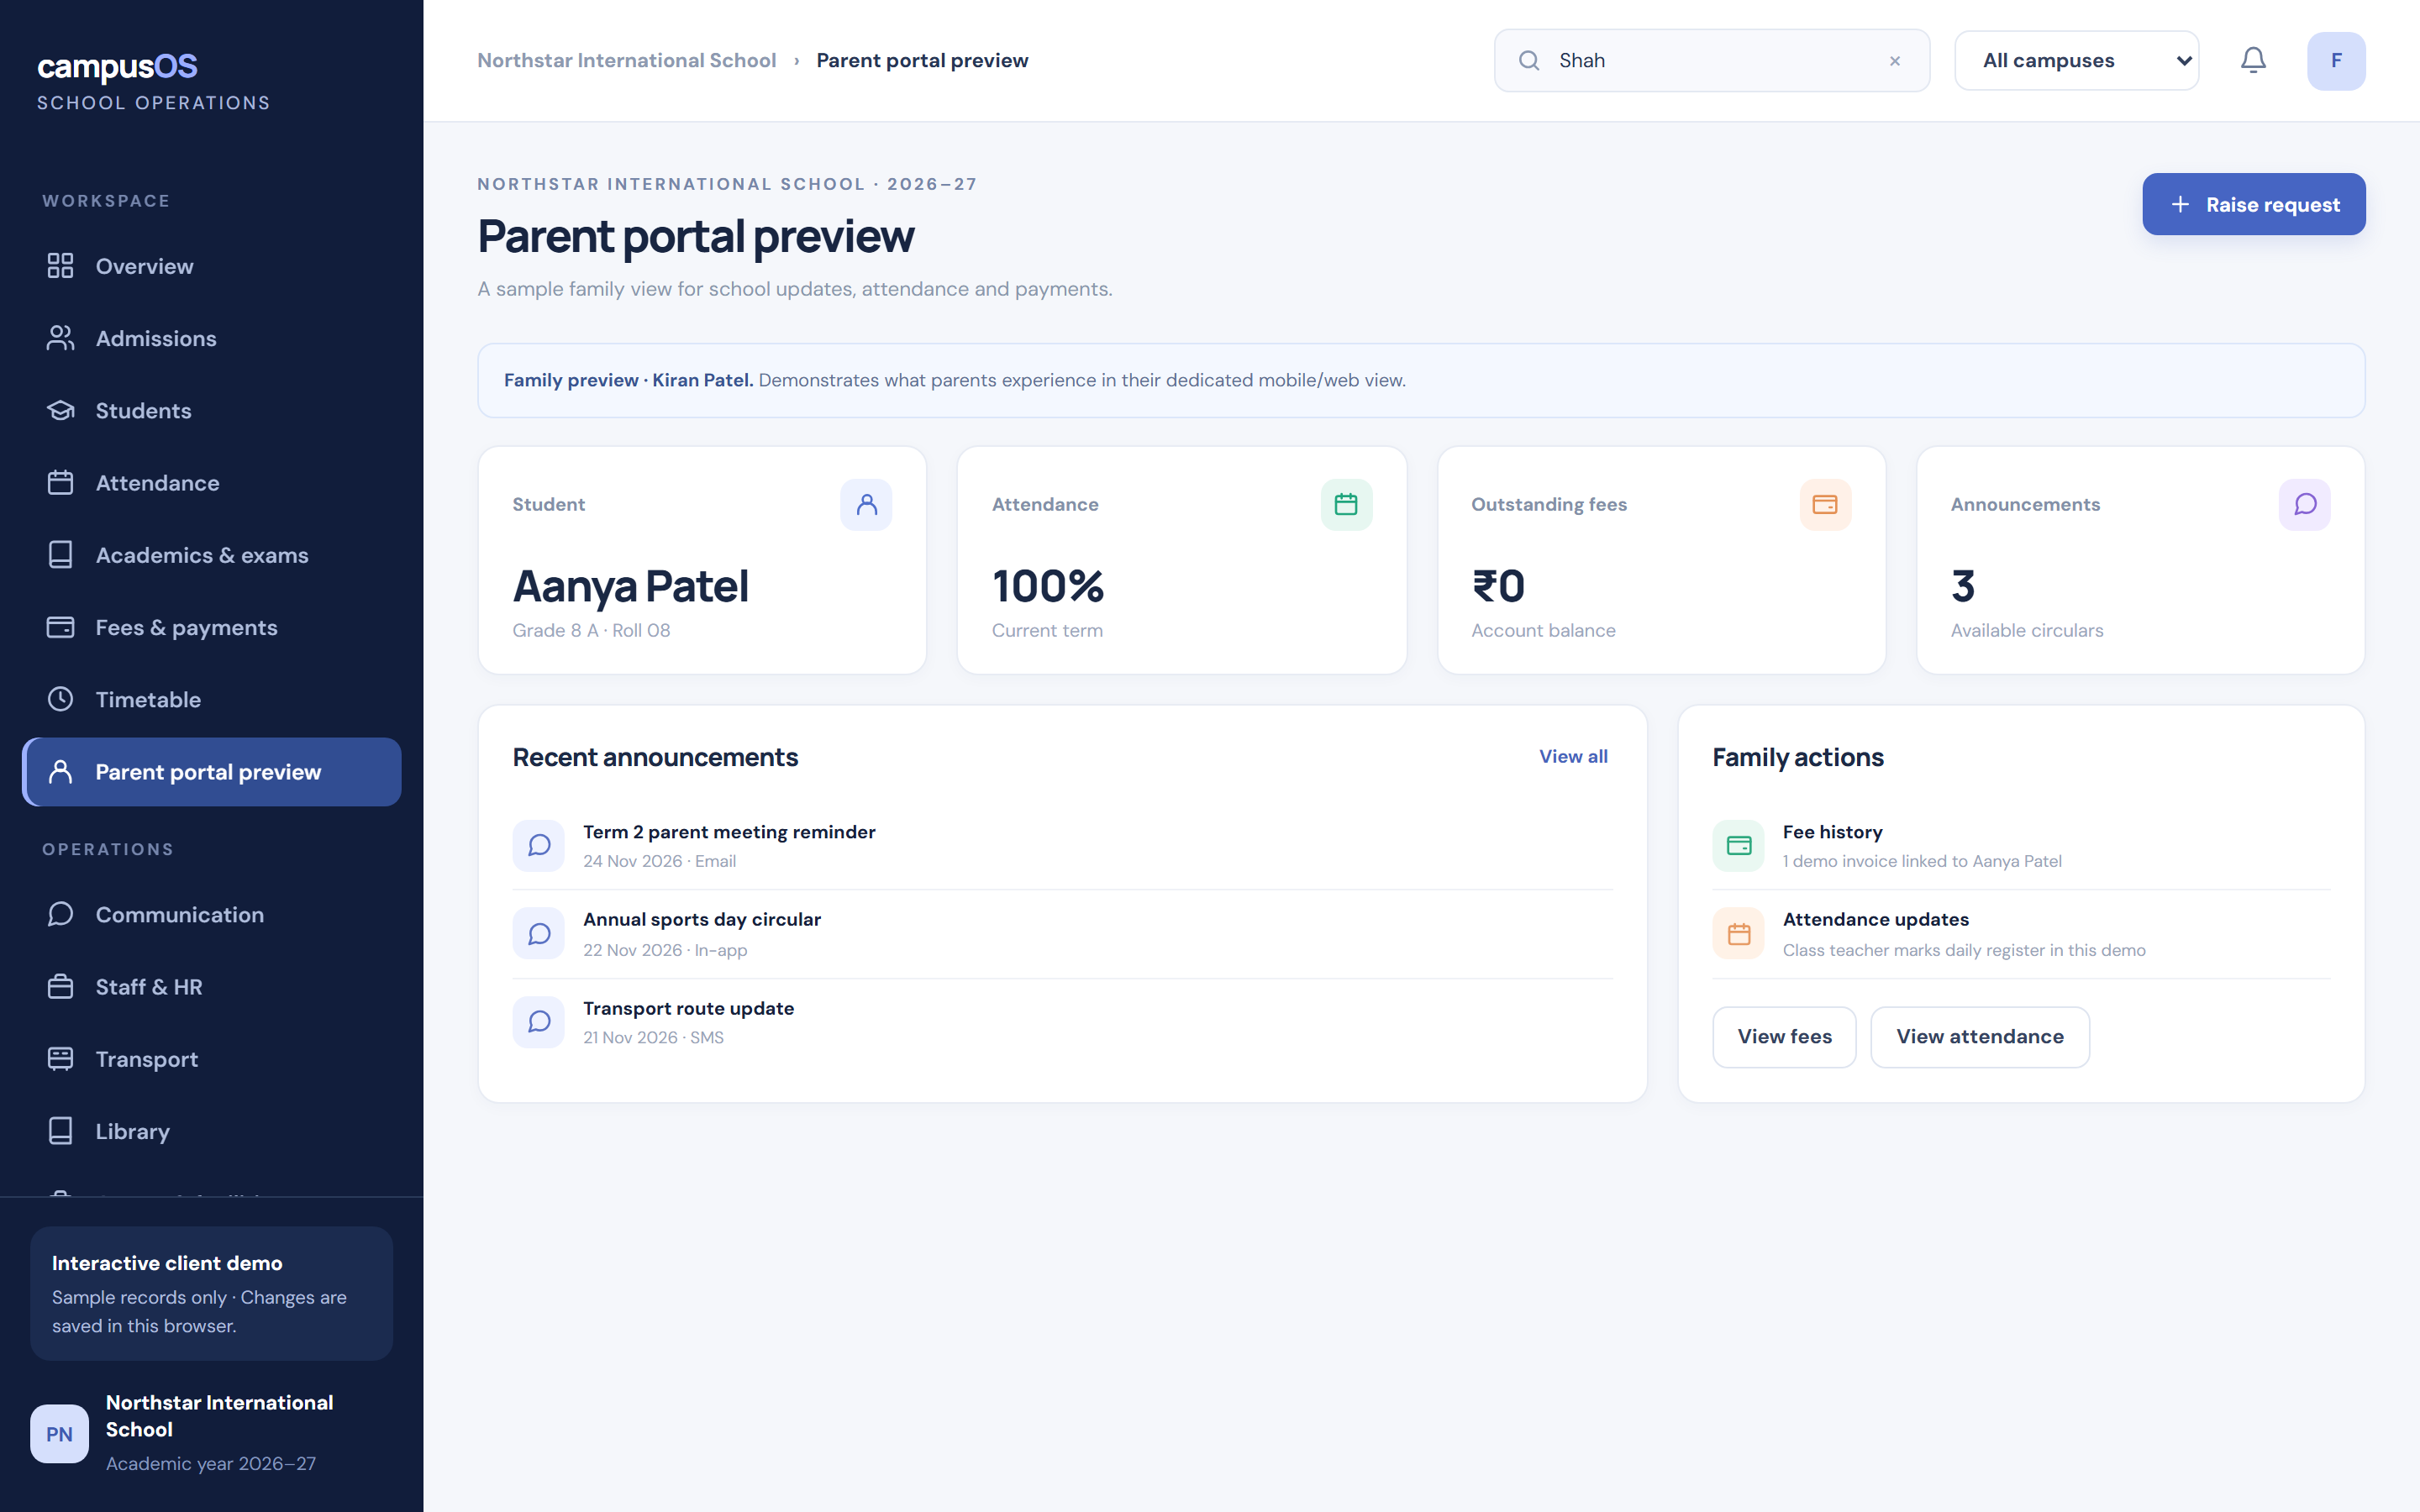 campusOS
SCHOOL OPERATIONS
WORKSPACE
Overview
Admissions
Students
Attendance
Academics & exams
Fees & payments
Timetable
Parent portal preview
OPERATIONS
Communication
Staff & HR
Transport
Library
Interactive client demo
Sample records only · Changes are
saved in this browser.
PN
Northstar International
School
Academic year 2026–27
Northstar International School › Parent portal preview
Shah ×
All campuses
F
NORTHSTAR INTERNATIONAL SCHOOL · 2026–27
Parent portal preview
A sample family view for school updates, attendance and payments.
+ Raise request
Family preview · Kiran Patel. Demonstrates what parents experience in their dedicated mobile/web view.
Student
Aanya Patel
Grade 8 A · Roll 08
Attendance
100%
Current term
Outstanding fees
₹0
Account balance
Announcements
3
Available circulars
Recent announcements
View all
Term 2 parent meeting reminder
24 Nov 2026 · Email
Annual sports day circular
22 Nov 2026 · In-app
Transport route update
21 Nov 2026 · SMS
Family actions
Fee history
1 demo invoice linked to Aanya Patel
Attendance updates
Class teacher marks daily register in this demo
View fees
View attendance